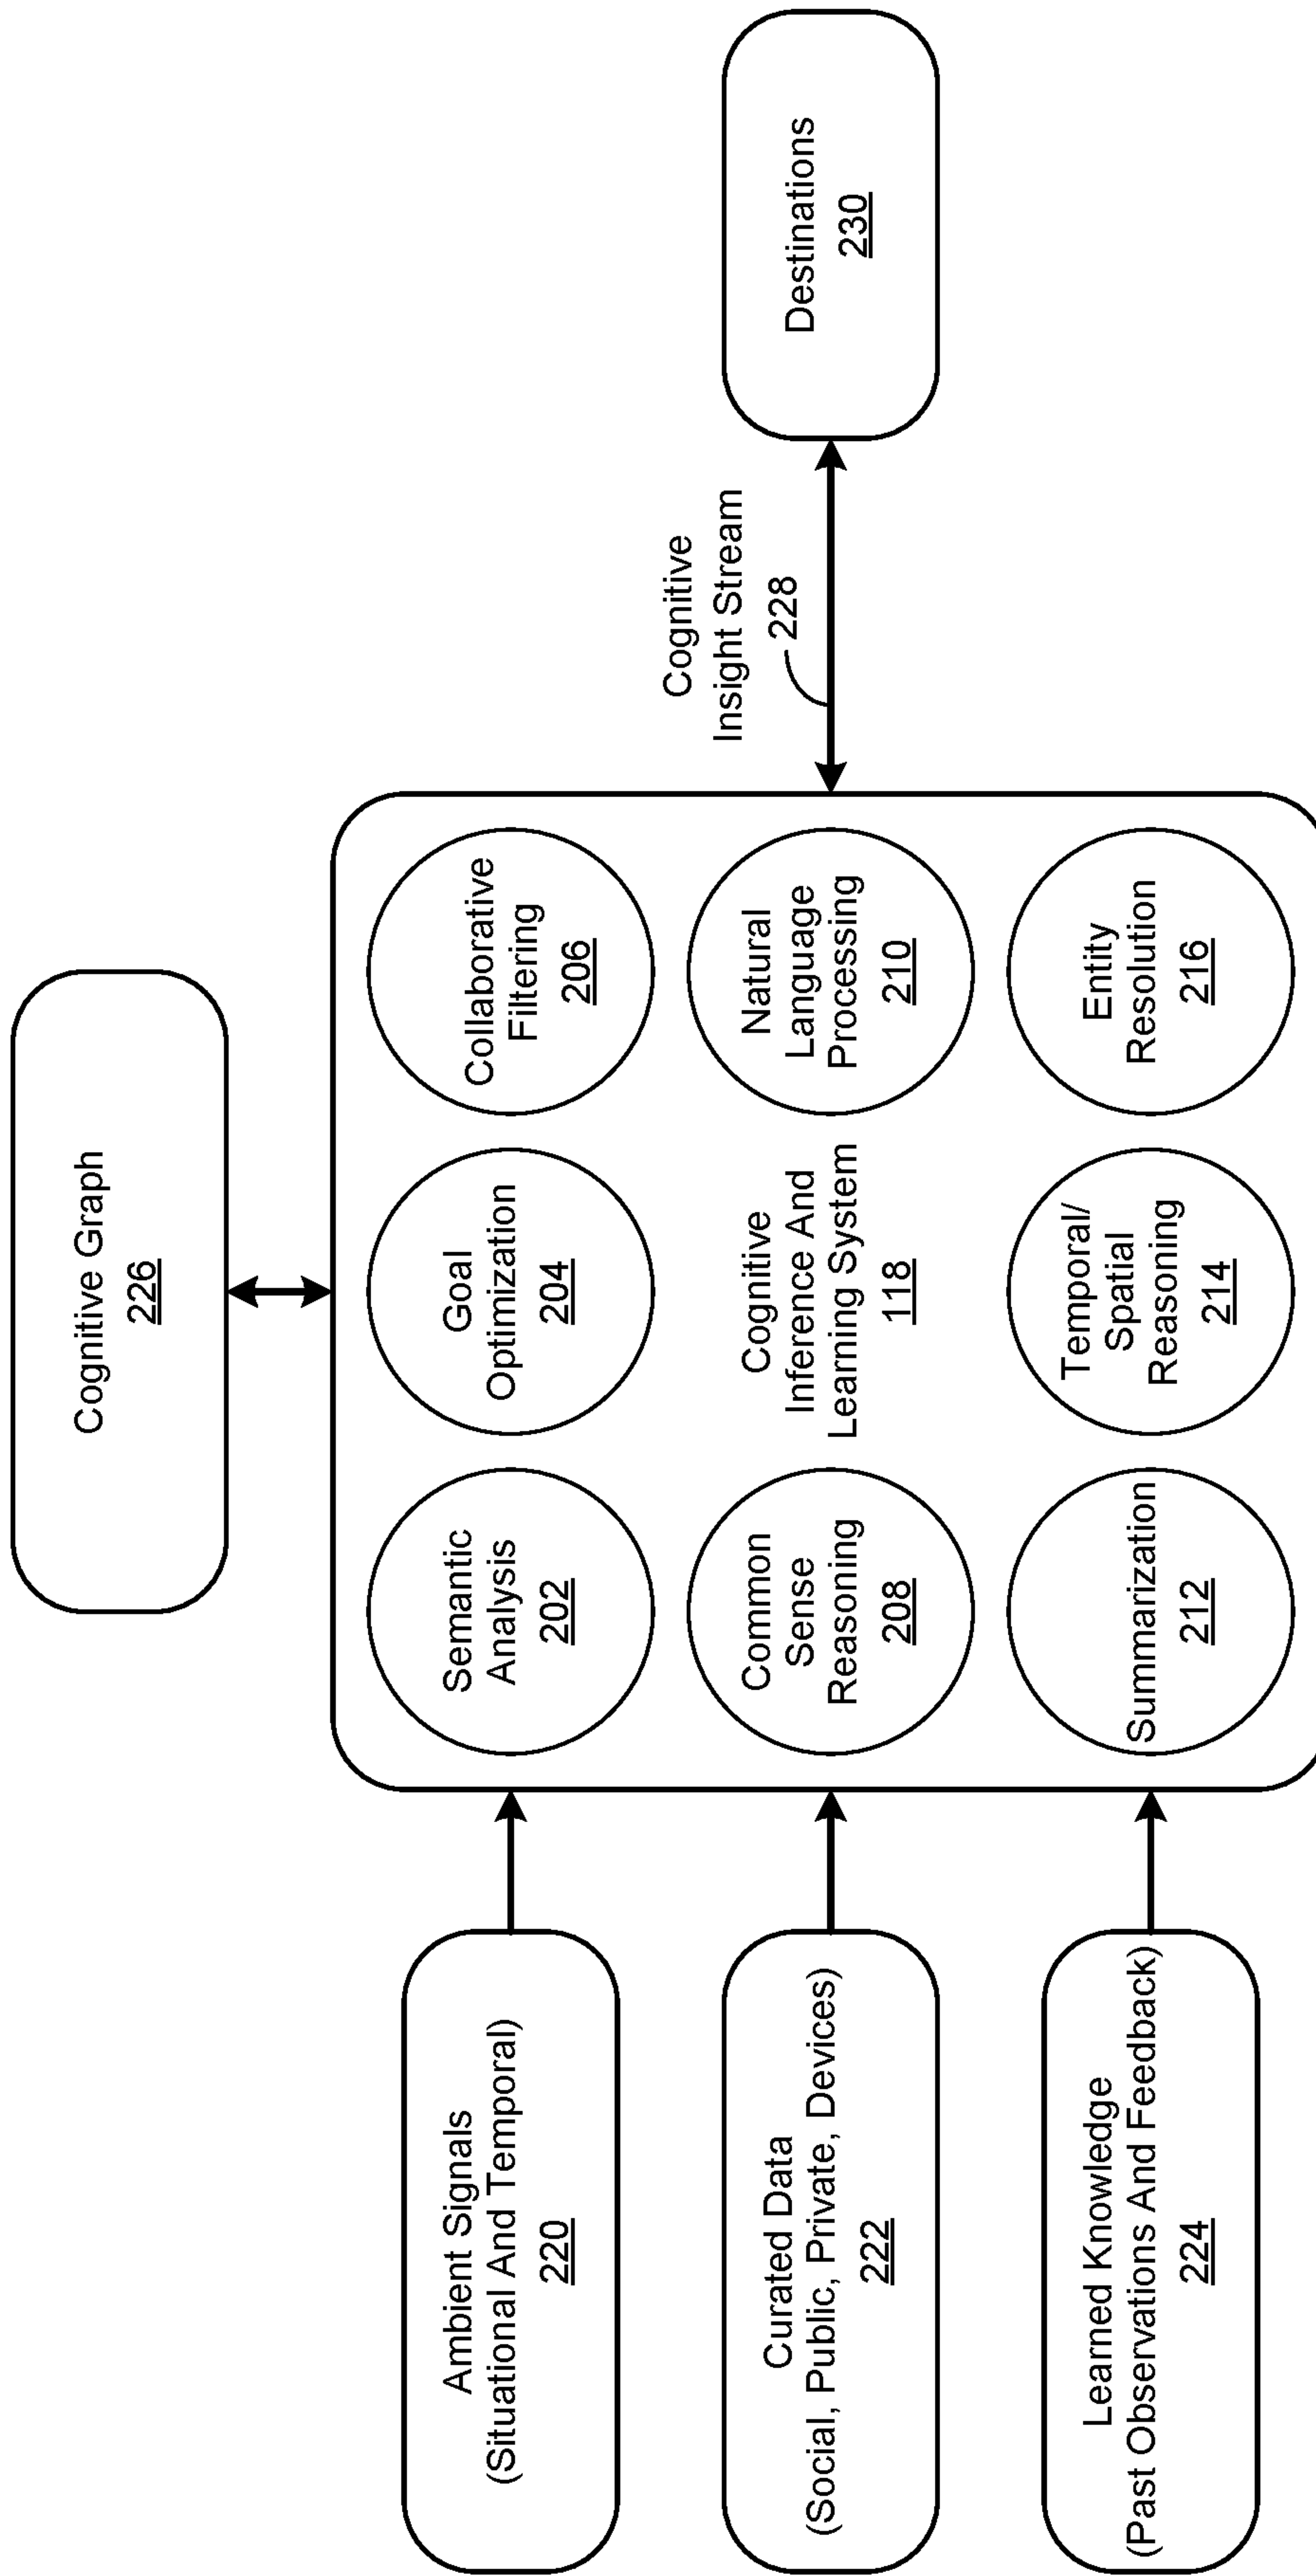 Cognitive Graph
226
Ambient Signals
(Situational And Temporal)
220
Curated Data
(Social, Public, Private, Devices)
222
Learned Knowledge
(Past Observations And Feedback)
224
Semantic
Analysis
202
Goal
Optimization
204
Collaborative
Filtering
206
Common
Sense
Reasoning
208
Cognitive
Inference And
Learning System
118
Natural
Language
Processing
210
Summarization
212
Temporal/
Spatial
Reasoning
214
Entity
Resolution
216
Cognitive
Insight Stream
228
Destinations
230